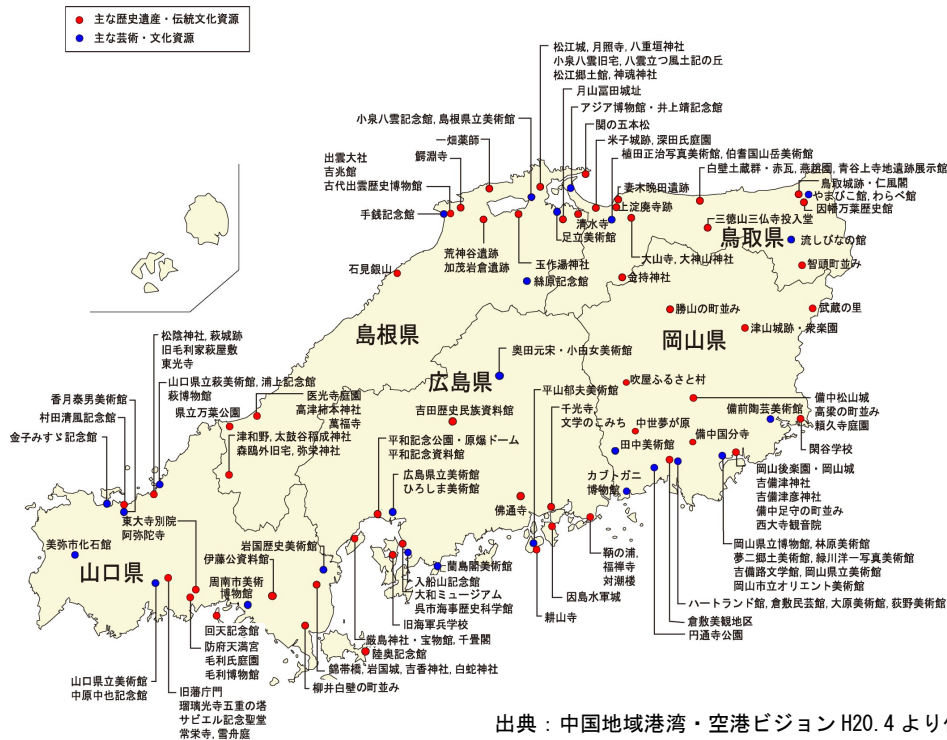 主な歴史遺産・伝統文化資源
主な芸術・文化資源
松江城, 月照寺, 八重垣神社
小泉八雲旧宅, 八雲立つ風土記の丘
松江郷土館, 神魂神社
月山冨田城址
アジア博物館・井上靖記念館
小泉八雲記念館, 島根県立美術館
関の五本松
一畑薬師
米子城跡, 深田氏庭園
植田正治写真美術館, 伯耆国山岳美術館
出雲大社
吉兆館
古代出雲歴史博物館
鰐淵寺
白壁土蔵群・赤瓦, 燕趙園, 青谷上寺地遺跡展示館
妻木晩田遺跡
鳥取城跡・仁風閣
やまびこ館, わらべ館
因幡万葉歴史館
手銭記念館
上淀廃寺跡
清水寺
足立美術館
三徳山三仏寺投入堂
鳥取県
流しびなの館
荒神谷遺跡
加茂岩倉遺跡
玉作湯神社
大山寺, 大神山神社
智頭町並み
石見銀山
絲原記念館
金持神社
勝山の町並み
武蔵の里
島根県
津山城跡・衆楽園
岡山県
松陰神社, 萩城跡
旧毛利家萩屋敷
東光寺
奥田元宋・小由女美術館
広島県
山口県立萩美術館, 浦上記念館
萩博物館
吹屋ふるさと村
平山郁夫美術館
香月泰男美術館
村田清風記念館
金子みすゞ記念館
県立万葉公園
医光寺庭園
高津柿本神社
萬福寺
吉田歴史民族資料館
千光寺
文学のこみち
中世夢が原
備前陶芸美術館
備中松山城
高梁の町並み
頼久寺庭園
津和野, 太鼓谷稲成神社
森鴎外旧宅, 弥栄神社
平和記念公園・原爆ドーム
平和記念資料館
田中美術館
備中国分寺
閑谷学校
広島県立美術館
ひろしま美術館
カブトガニ
博物館
岡山後楽園・岡山城
吉備津神社
吉備津彦神社
備中足守の町並み
西大寺観音院
東大寺別院
阿弥陀寺
佛通寺
美弥市化石館
山口県
岩国歴史美術館
伊藤公資料館
周南市美術
博物館
蘭島閣美術館
入船山記念館
大和ミュージアム
呉市海事歴史科学館
旧海軍兵学校
鞆の浦,
福禅寺
対潮楼
因島水軍城
岡山県立博物館, 林原美術館
夢二郷土美術館, 緑川洋一写真美術館
吉備路文学館, 岡山県立美術館
岡山市立オリエント美術館
ハートランド館, 倉敷民芸館, 大原美術館, 荻野美術館
耕山寺
倉敷美観地区
円通寺公園
回天記念館
防府天満宮
毛利氏庭園
毛利博物館
厳島神社・宝物館, 千畳閣
陸奥記念館
錦帯橋, 岩国城, 吉香神社, 白蛇神社
柳井白壁の町並み
山口県立美術館
中原中也記念館
旧藩庁門
瑠璃光寺五重の塔
サビエル記念聖堂
常栄寺, 雪舟庭
出典：中国地域港湾・空港ビジョン H20.4 より